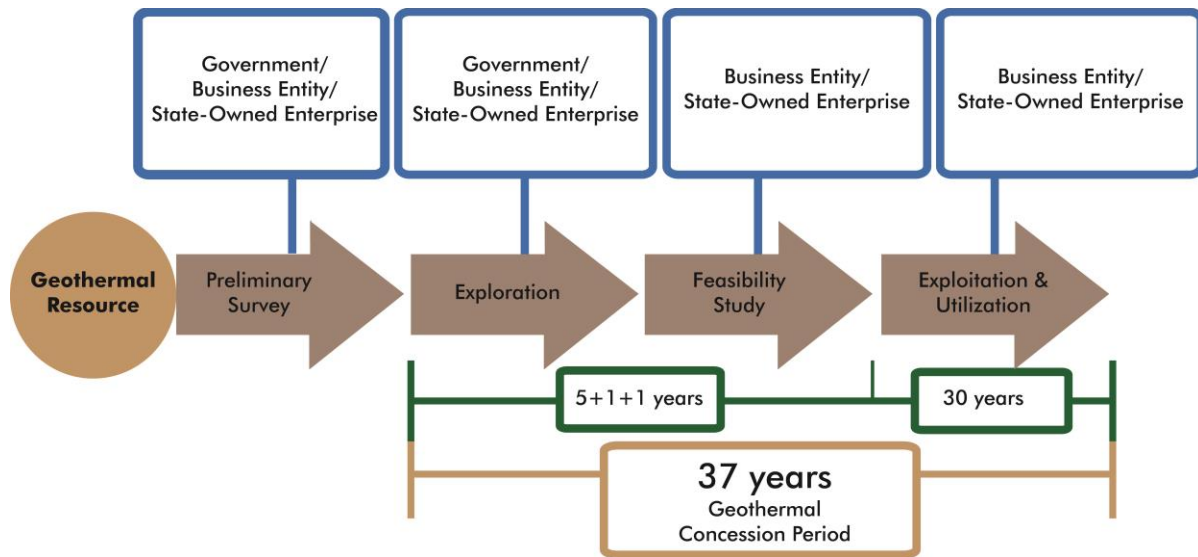 Government/
Business Entity/
State-Owned Enterprise
Government/
Business Entity/
State-Owned Enterprise
Business Entity/
State-Owned Enterprise
Business Entity/
State-Owned Enterprise
Geothermal
Resource
Preliminary
Survey
Exploration
Feasibility
Study
Exploitation &
Utilization
5+1+1 years
30 years
37 years
Geothermal
Concession Period